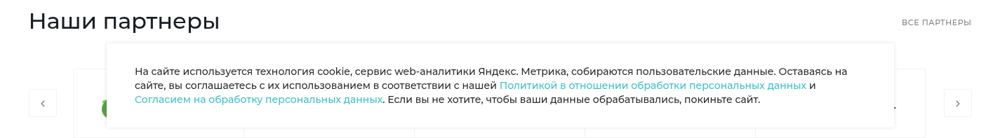 Наши партнеры
ВСЕ ПАРТНЕРЫ
На сайте используется технология cookie, сервис web-аналитики Яндекс. Метрика, собираются пользовательские данные. Оставаясь на
сайте, вы соглашаетесь с их использованием в соответствии с нашей Политикой в отношении обработки персональных данных и
Согласием на обработку персональных данных. Если вы не хотите, чтобы ваши данные обрабатывались, покиньте сайт.